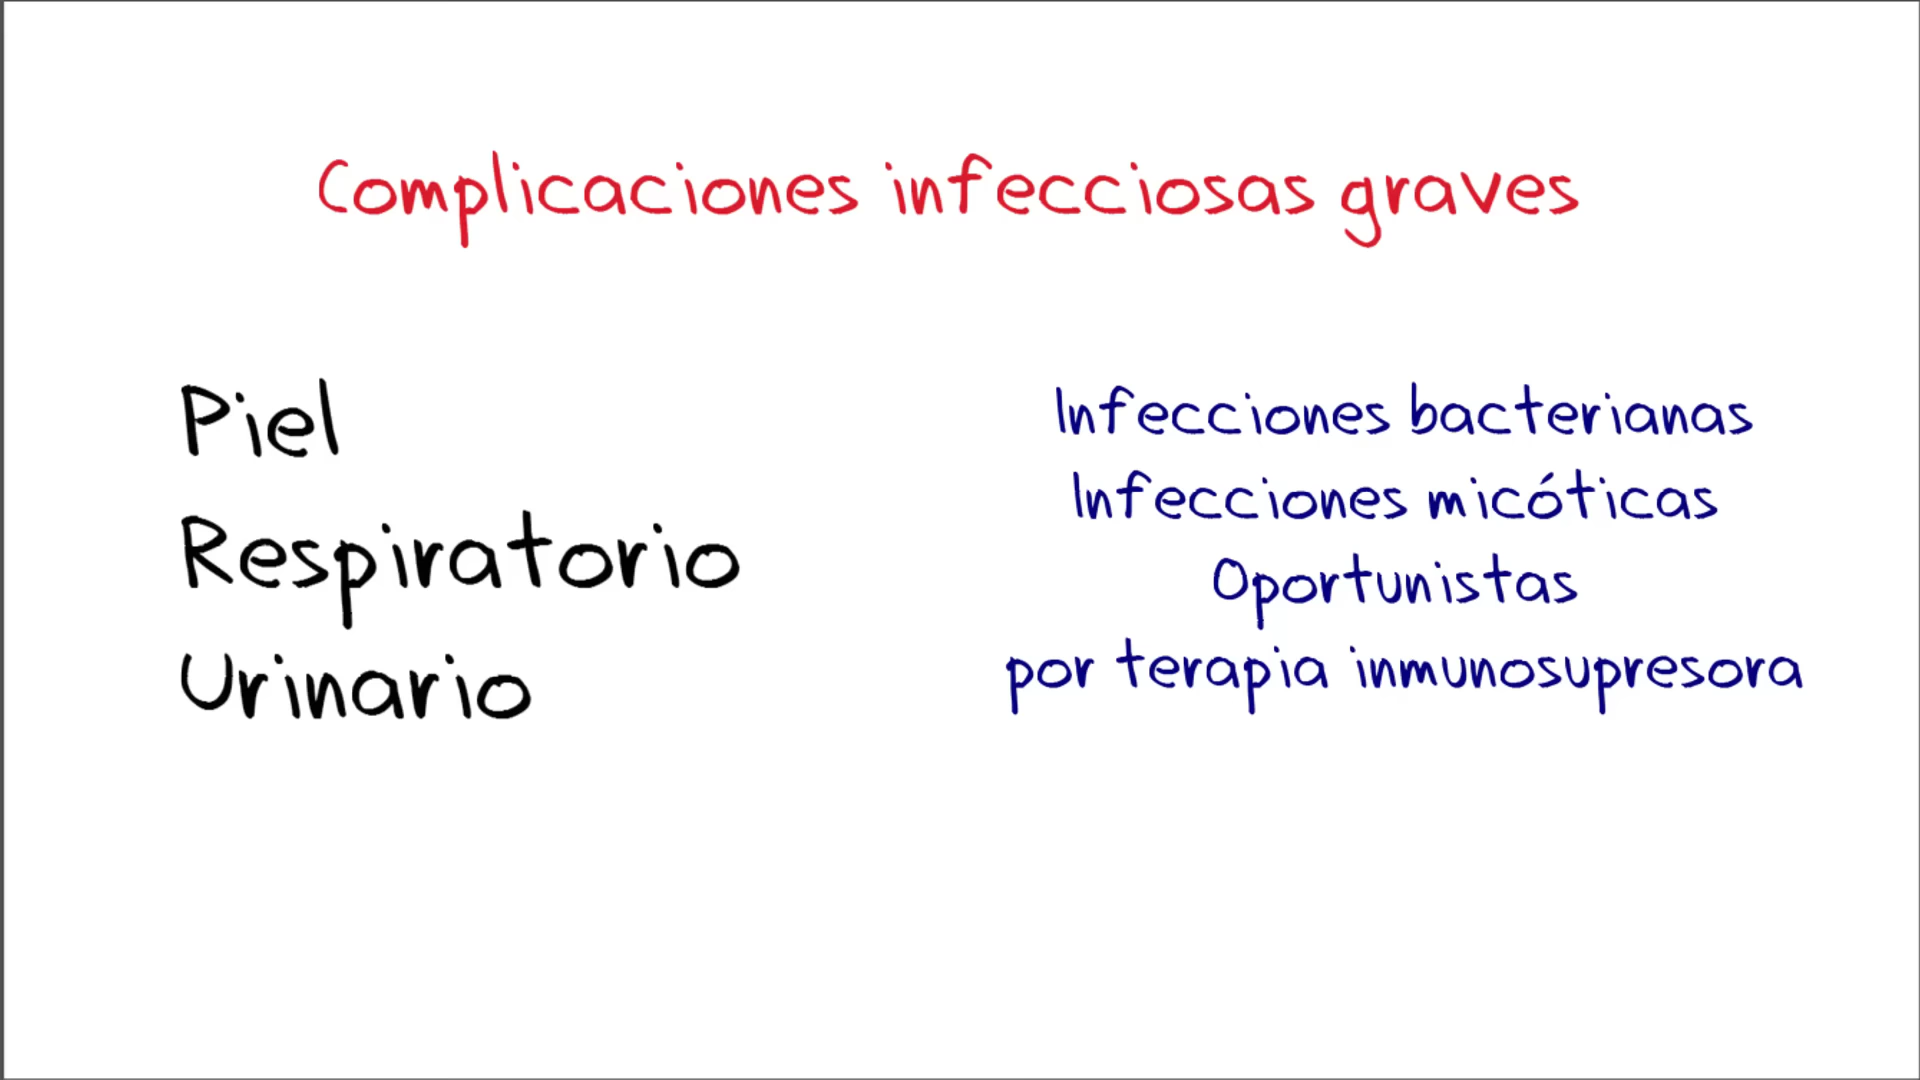 Complicaciones infecciosas graves
Piel
Respiratorio
Urinario
Infecciones bacterianas
Infecciones micóticas
Oportunistas
por terapia inmunosupresora